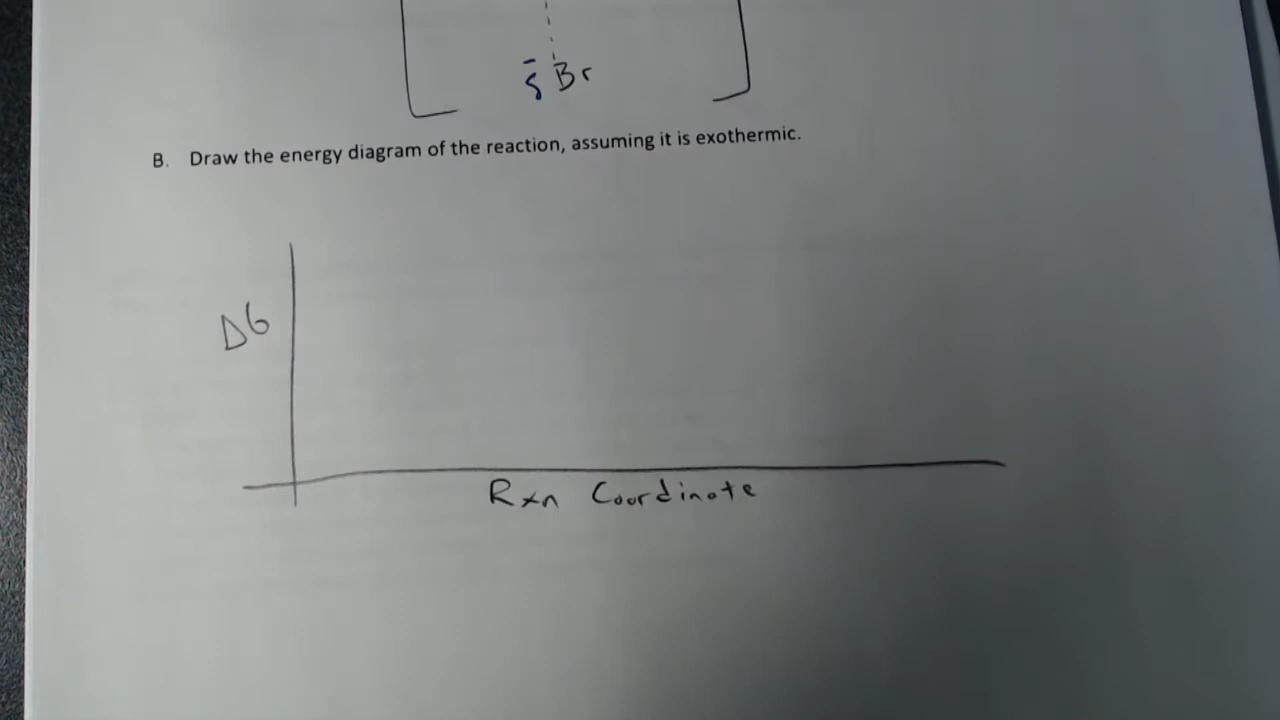 δ⁻ Br
B. Draw the energy diagram of the reaction, assuming it is exothermic.
ΔG
Rxn Coordinate